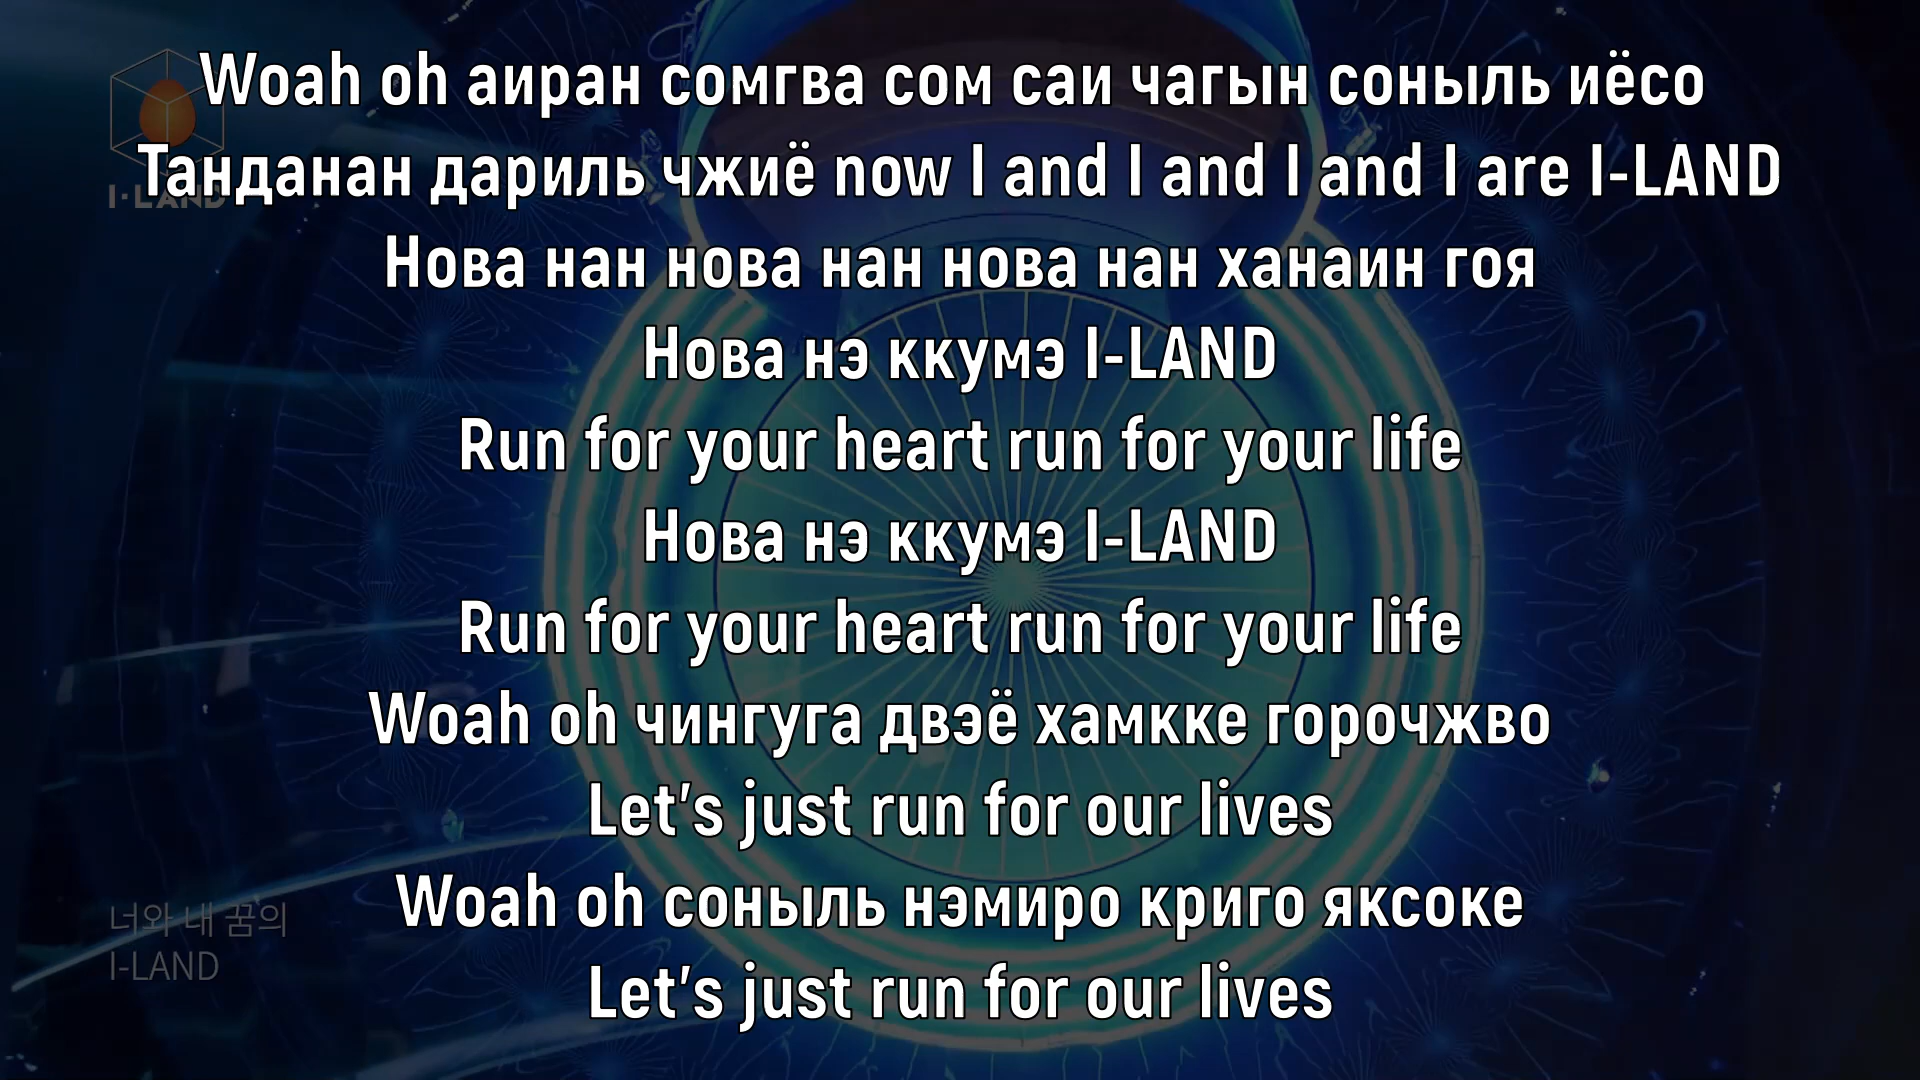 Woah oh аиран сомгва сом саи чагын соныль иёсо
Танданан дариль чжиё now I and I and I and I are I-LAND
I·LAND
Нова нан нова нан нова нан ханаин гоя
Нова нэ ккумэ I-LAND
Run for your heart run for your life
Нова нэ ккумэ I-LAND
Run for your heart run for your life
Woah oh чингуга двэё хамкке горочжво
Let's just run for our lives
Woah oh соныль нэмиро криго яксоке
너와 내 꿈의
I-LAND
Let's just run for our lives